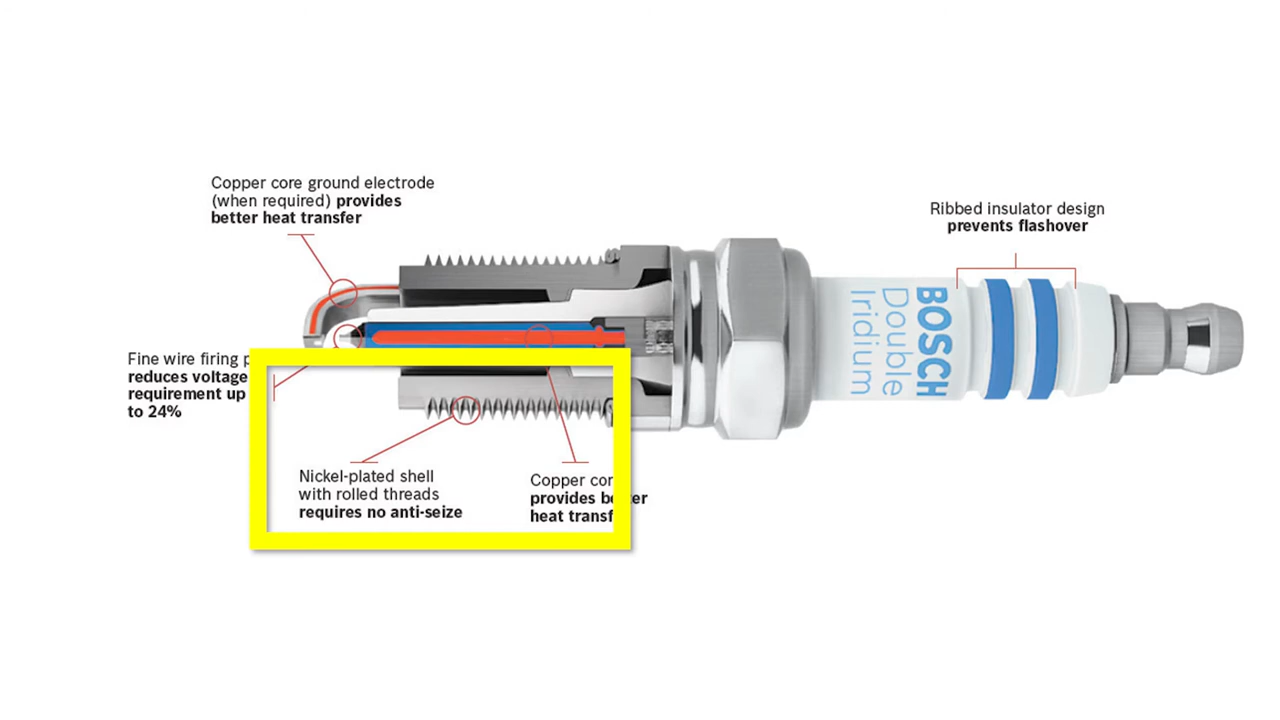 Copper core ground electrode
(when required) provides
better heat transfer
Ribbed insulator design
prevents flashover
BOSCH
Double
Iridium
Fine wire firing
reduces voltage
requirement up
to 24%
Nickel-plated shell
with rolled threads
requires no anti-seize
Copper
provides better
heat